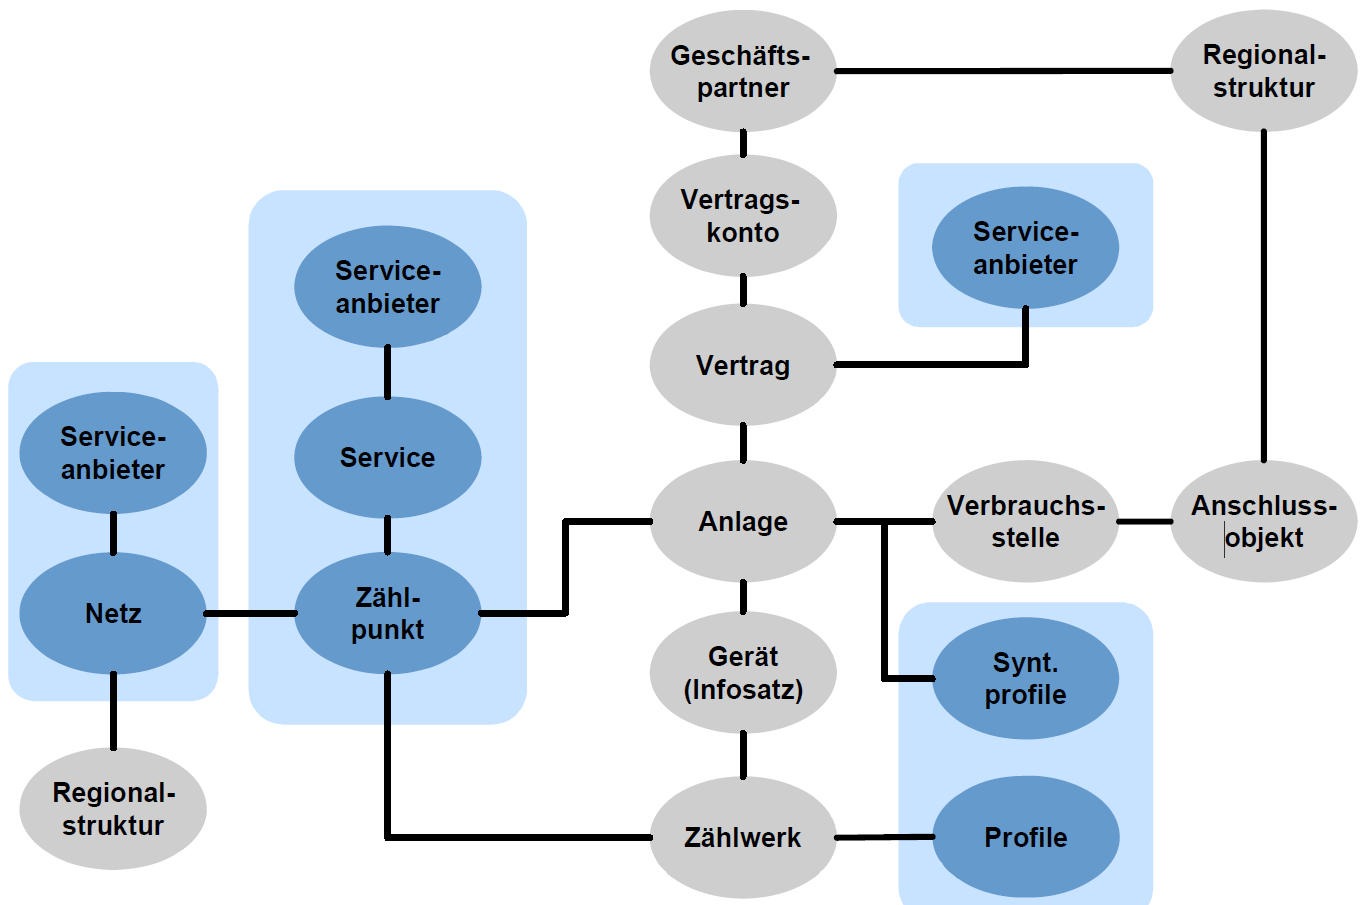 Geschäfts-
partner
Regional-
struktur
Vertrags-
konto
Service-
anbieter
Service-
anbieter
Vertrag
Service-
anbieter
Service
Anlage
Verbrauchs-
stelle
Anschluss-
objekt
Netz
Zähl-
punkt
Gerät
(Infosatz)
Synt.
profile
Regional-
struktur
Zählwerk
Profile